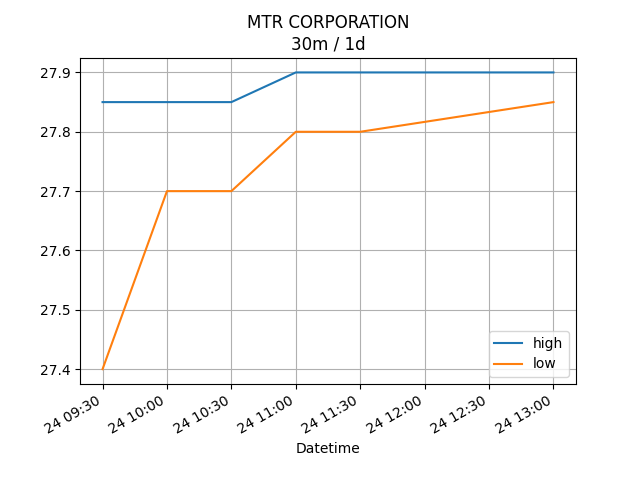 MTR CORPORATION
30m / 1d
27.9
27.8
27.7
27.6
27.5
27.4
high
low
24 09:30
24 10:00
24 10:30
24 11:00
24 11:30
24 12:00
24 12:30
24 13:00
Datetime